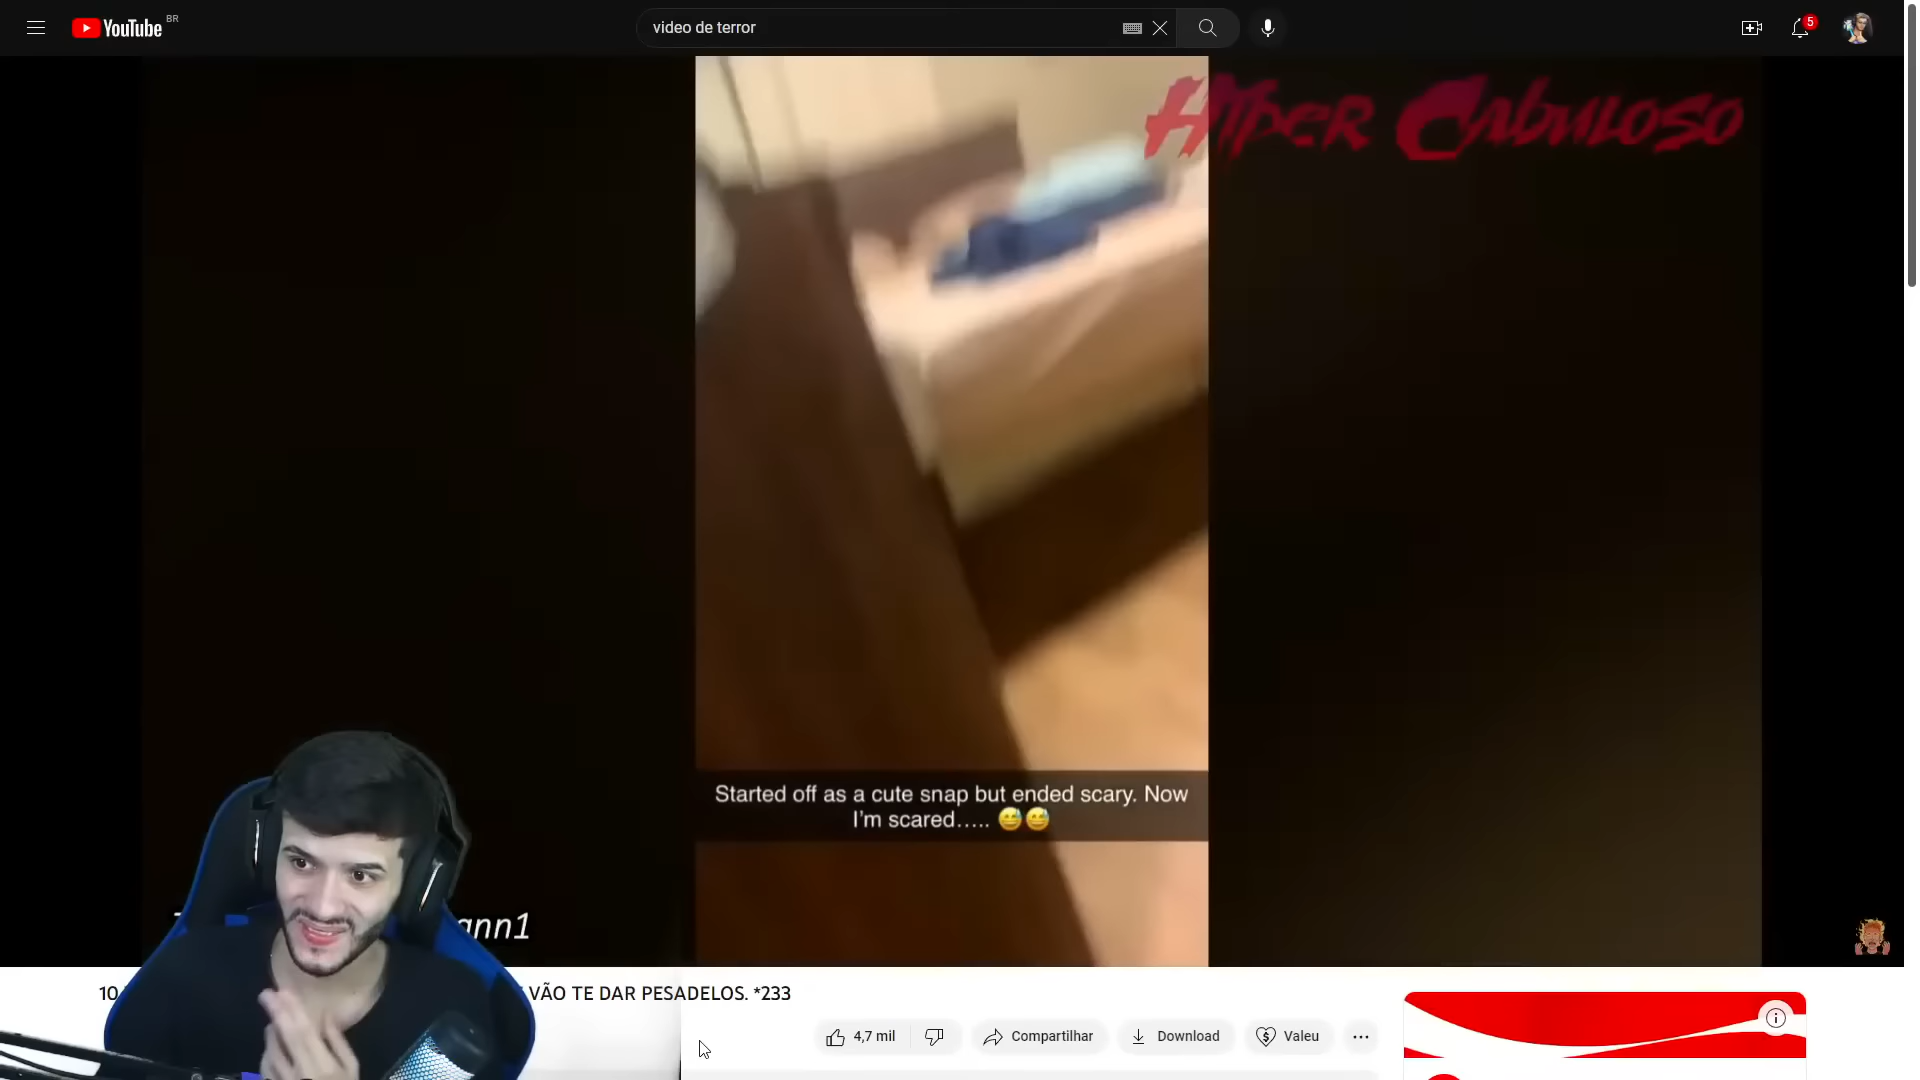 YouTube BR
video de terror
5
Hiper Cabuloso
Started off as a cute snap but ended scary. Now
I'm scared..... 😅😅
ann1
10
VÃO TE DAR PESADELOS. *233
4,7 mil
Compartilhar
Download
Valeu